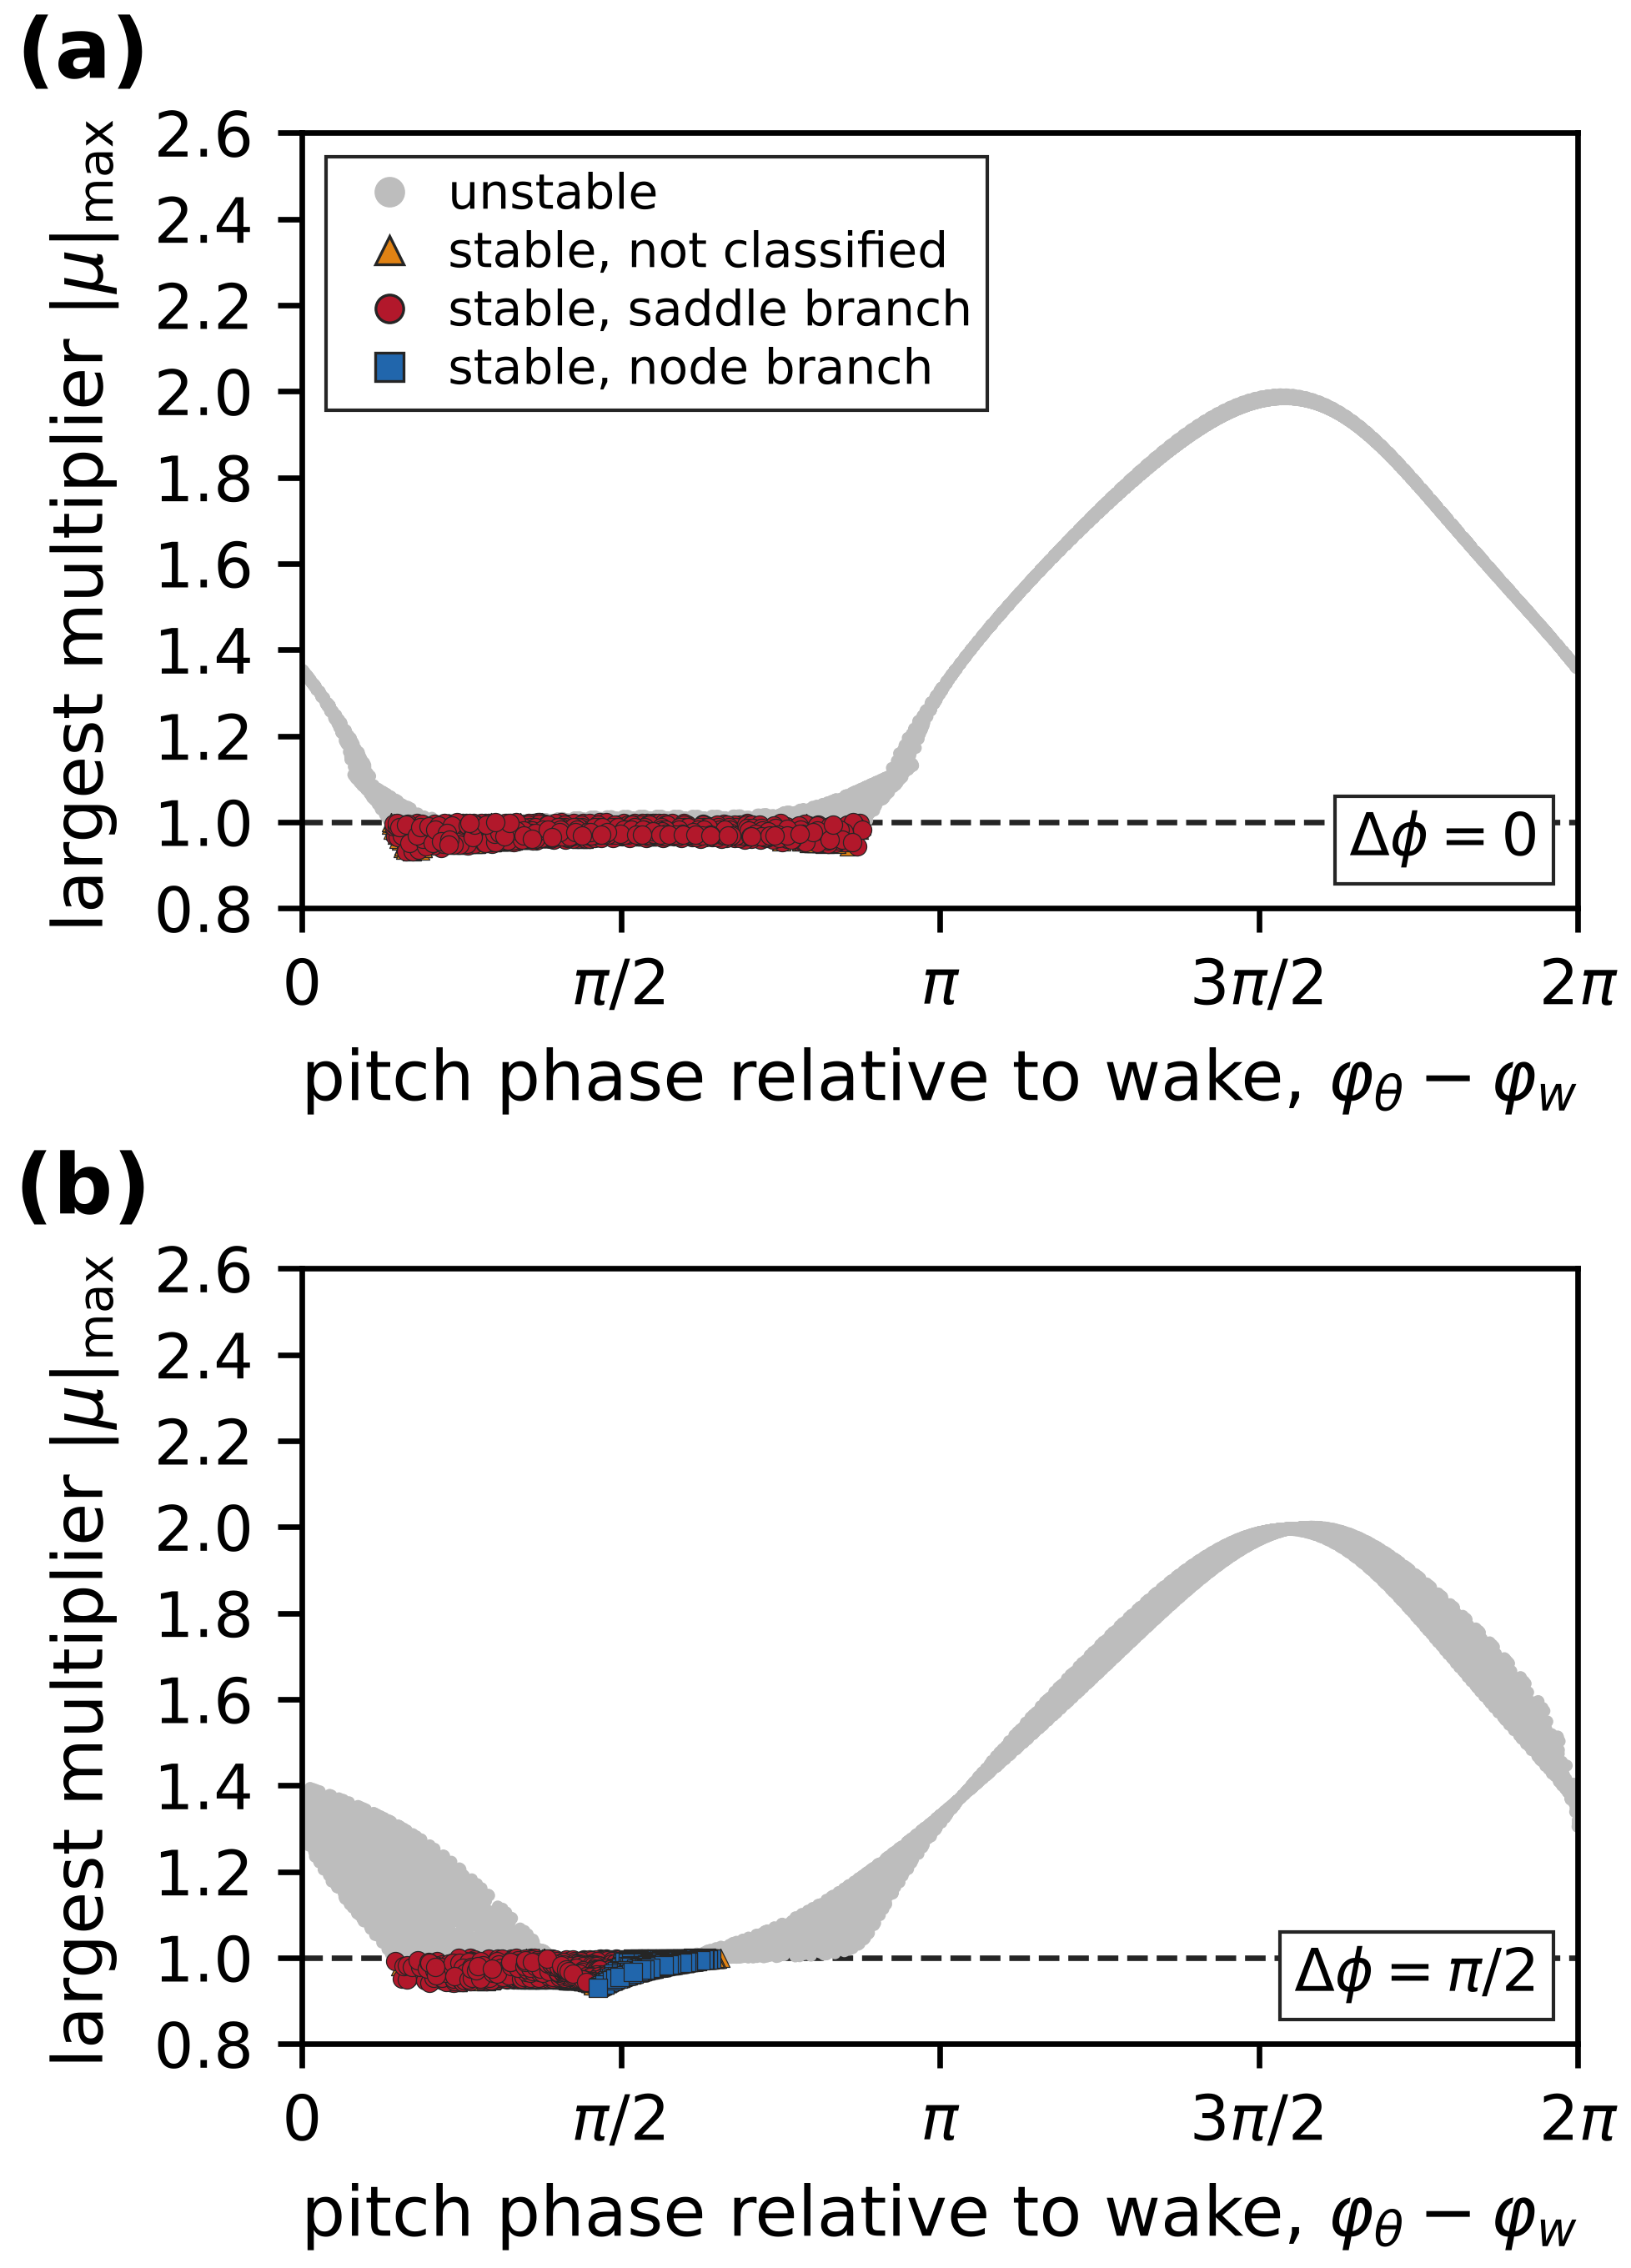 (a)
largest multiplier |μ|max
2.6
2.4
2.2
2.0
1.8
1.6
1.4
1.2
1.0
0.8
unstable
stable, not classified
stable, saddle branch
stable, node branch
Δϕ = 0
0 π/2 π 3π/2 2π
pitch phase relative to wake, φθ − φw
(b)
largest multiplier |μ|max
2.6
2.4
2.2
2.0
1.8
1.6
1.4
1.2
1.0
0.8
Δϕ = π/2
0 π/2 π 3π/2 2π
pitch phase relative to wake, φθ − φw